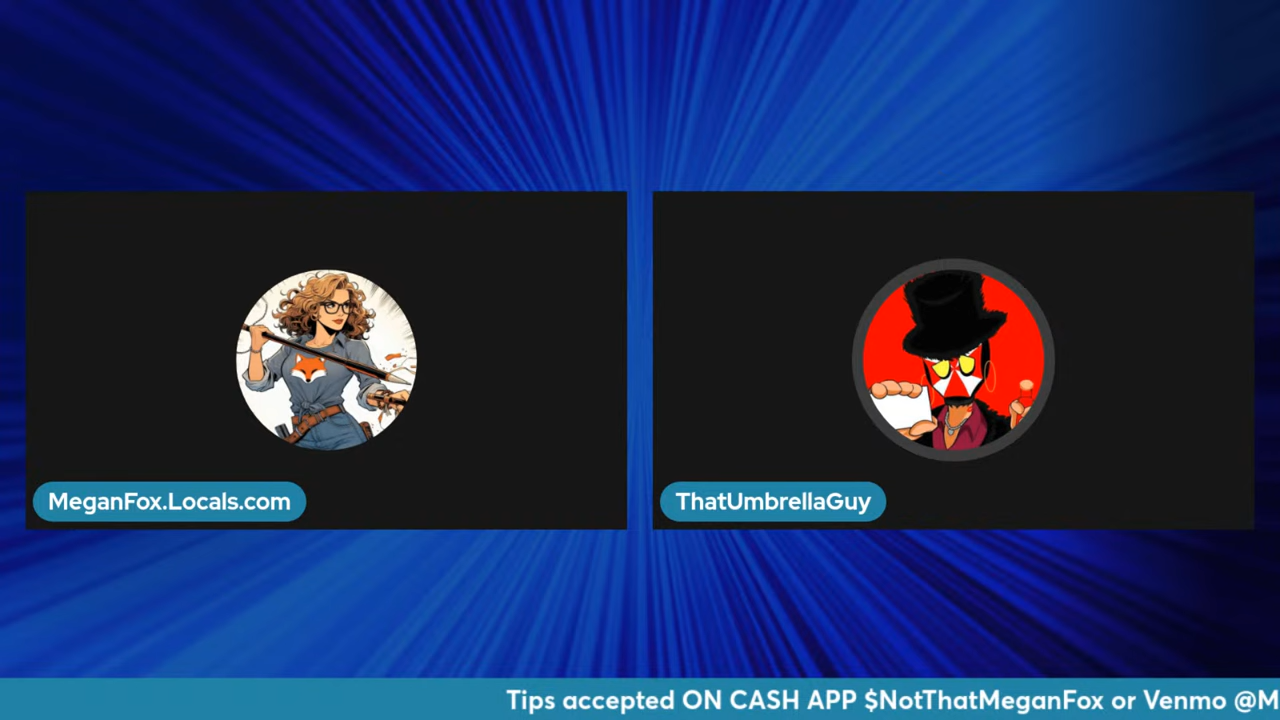 MeganFox.Locals.com
ThatUmbrellaGuy
Tips accepted ON CASH APP $NotThatMeganFox or Venmo @M